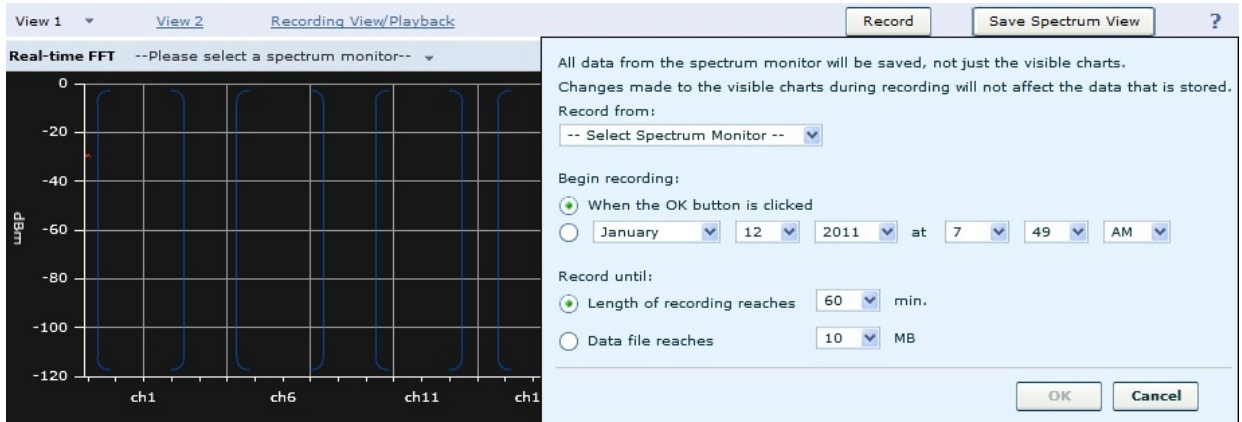 View 1 View 2 Recording View/Playback Record Save Spectrum View ?
Real-time FFT --Please select a spectrum monitor--
All data from the spectrum monitor will be saved, not just the visible charts.
Changes made to the visible charts during recording will not affect the data that is stored.
Record from:
-- Select Spectrum Monitor --
Begin recording:
When the OK button is clicked
January 12 2011 at 7 49 AM
Record until:
Length of recording reaches 60 min.
Data file reaches 10 MB
OK Cancel
dBm
0
-20
-40
-60
-80
-100
-120
ch1 ch6 ch11 ch1